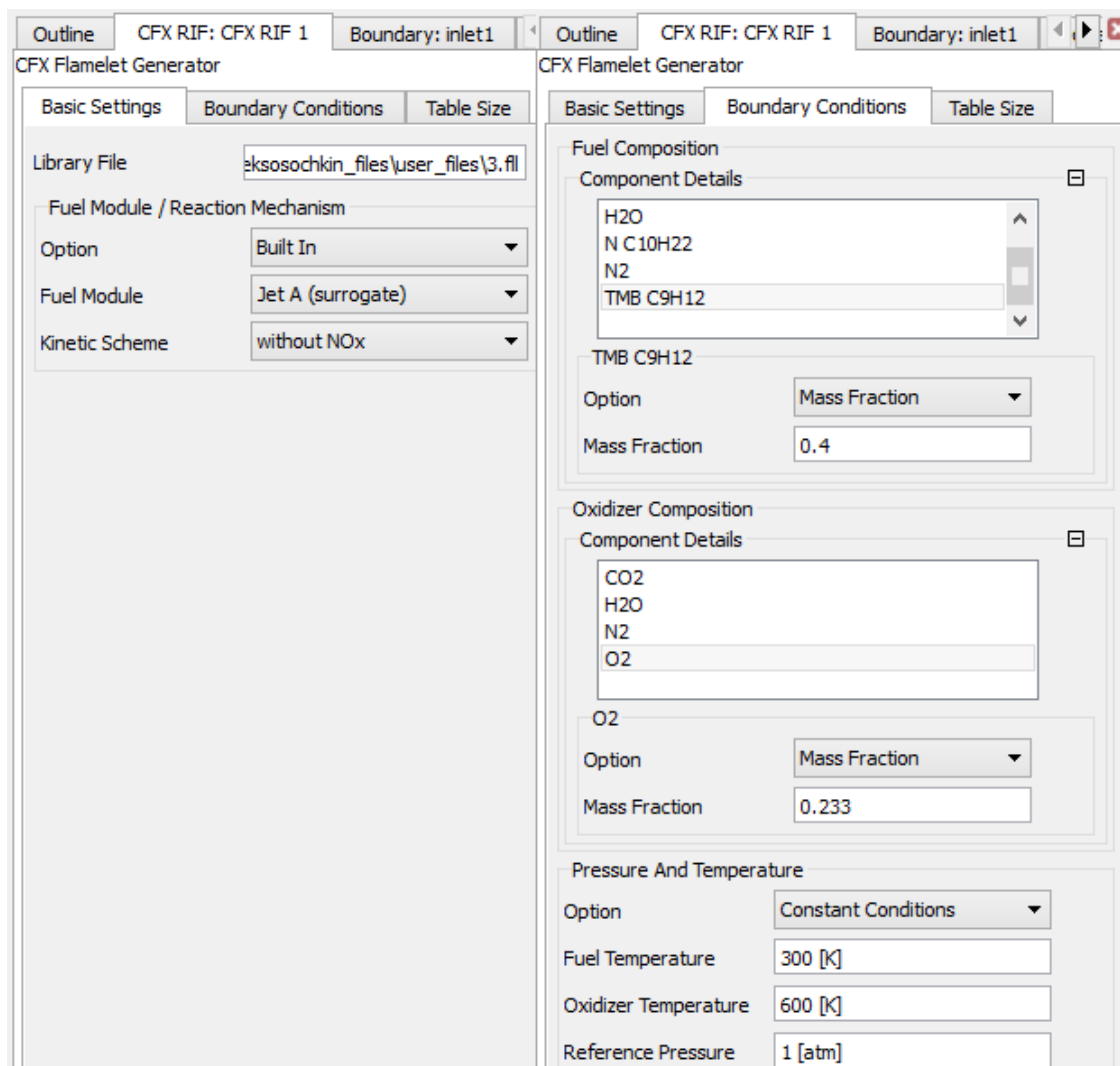 Outline CFX RIF: CFX RIF 1 Boundary: inlet1
CFX Flamelet Generator
Basic Settings Boundary Conditions Table Size
Library File eksosochkin_files\user_files\3.fll
Fuel Module / Reaction Mechanism
Option Built In
Fuel Module Jet A (surrogate)
Kinetic Scheme without NOx
Outline CFX RIF: CFX RIF 1 Boundary: inlet1
CFX Flamelet Generator
Basic Settings Boundary Conditions Table Size
Fuel Composition
Component Details
H2O
N C10H22
N2
TMB C9H12
TMB C9H12
Option Mass Fraction
Mass Fraction 0.4
Oxidizer Composition
Component Details
CO2
H2O
N2
O2
O2
Option Mass Fraction
Mass Fraction 0.233
Pressure And Temperature
Option Constant Conditions
Fuel Temperature 300 [K]
Oxidizer Temperature 600 [K]
Reference Pressure 1 [atm]